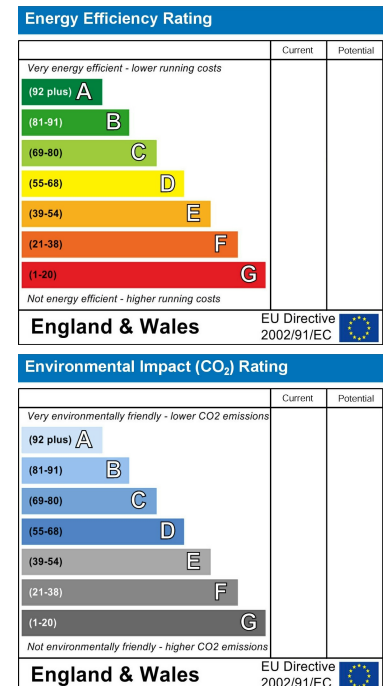 Energy Efficiency Rating
Current Potential
Very energy efficient - lower running costs
(92 plus) A
(81-91) B
(69-80) C
(55-68) D
(39-54) E
(21-38) F
(1-20) G
Not energy efficient - higher running costs
England & Wales
EU Directive
2002/91/EC
Environmental Impact (CO₂) Rating
Current Potential
Very environmentally friendly - lower CO2 emissions
(92 plus) A
(81-91) B
(69-80) C
(55-68) D
(39-54) E
(21-38) F
(1-20) G
Not environmentally friendly - higher CO2 emissions
England & Wales
EU Directive
2002/91/EC